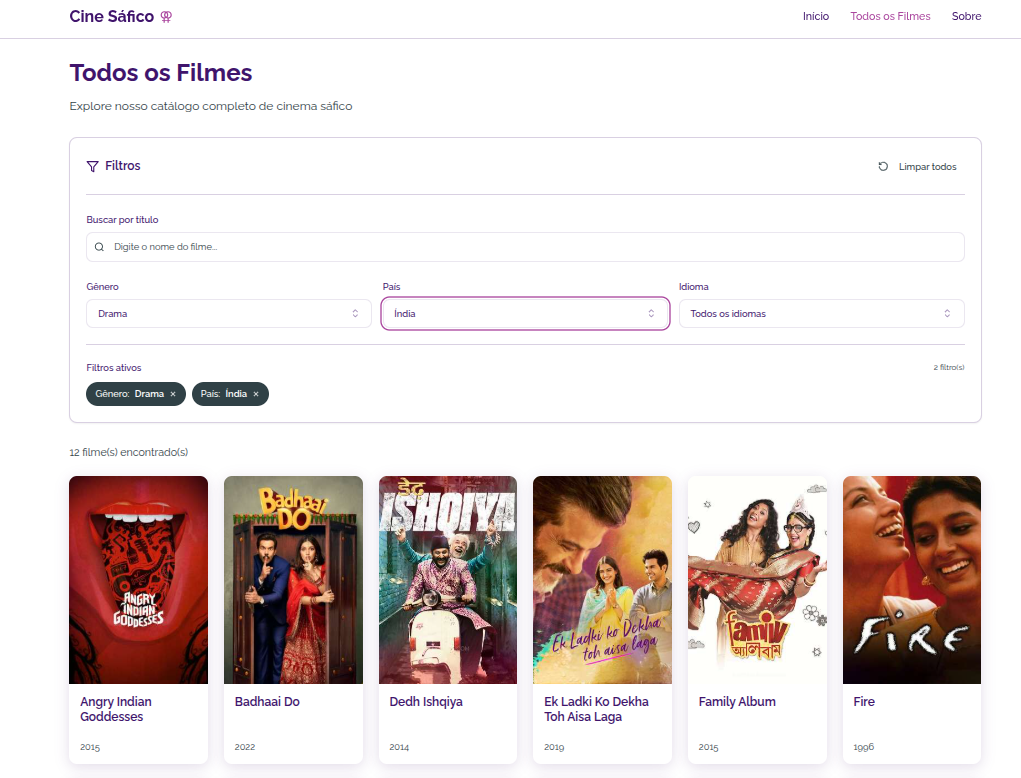 Cine Sáfico
Início
Todos os Filmes
Sobre
Todos os Filmes
Explore nosso catálogo completo de cinema sáfico
Filtros
Limpar todos
Buscar por título
Digite o nome do filme...
Gênero
País
Idioma
Drama
Índia
Todos os idiomas
Filtros ativos
2 filtro(s)
Gênero: Drama ×
País: Índia ×
12 filme(s) encontrado(s)
ANGRY
INDIAN
GODDESSES
Badhaai
DO
डेढ़
ISHQIYA
Ek Ladki ko Dekha
toh aisa laga
family
অ্যালবাম
FiRE
Angry Indian
Goddesses
2015
Badhaai Do
2022
Dedh Ishqiya
2014
Ek Ladki Ko Dekha
Toh Aisa Laga
2019
Family Album
2015
Fire
1996